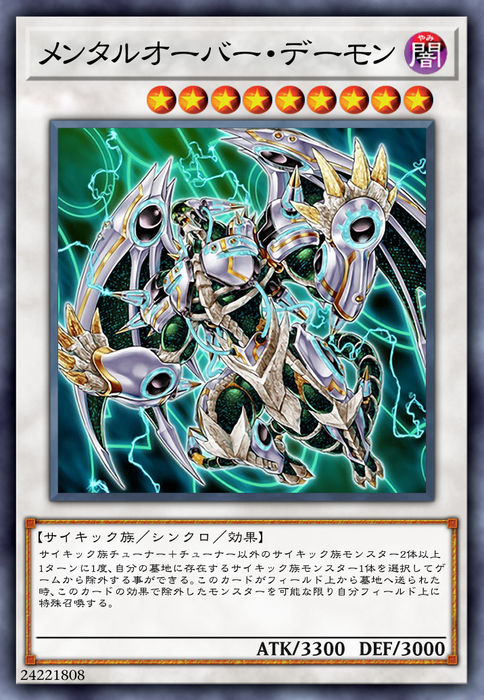 メンタルオーバー・デーモン
やみ
闇
【サイキック族／シンクロ／効果】
サイキック族チューナー＋チューナー以外のサイキック族モンスター2体以上
1ターンに1度、自分の墓地に存在するサイキック族モンスター1体を選択してゲ
ームから除外する事ができる。このカードがフィールド上から墓地へ送られた
時、このカードの効果で除外したモンスターを可能な限り自分フィールド上に
特殊召喚する。
ATK/3300 DEF/3000
24221808